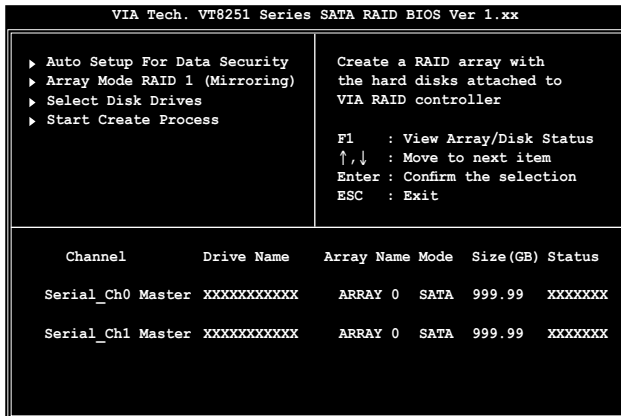 VIA Tech. VT8251 Series SATA RAID BIOS Ver 1.xx
Auto Setup For Data Security
Array Mode RAID 1 (Mirroring)
Select Disk Drives
Start Create Process
Create a RAID array with
the hard disks attached to
VIA RAID controller
F1 : View Array/Disk Status
↑,↓ : Move to next item
Enter : Confirm the selection
ESC : Exit
Channel Drive Name Array Name Mode Size(GB) Status
Serial_Ch0 Master XXXXXXXXXXX ARRAY 0 SATA 999.99 XXXXXXX
Serial_Ch1 Master XXXXXXXXXXX ARRAY 0 SATA 999.99 XXXXXXX